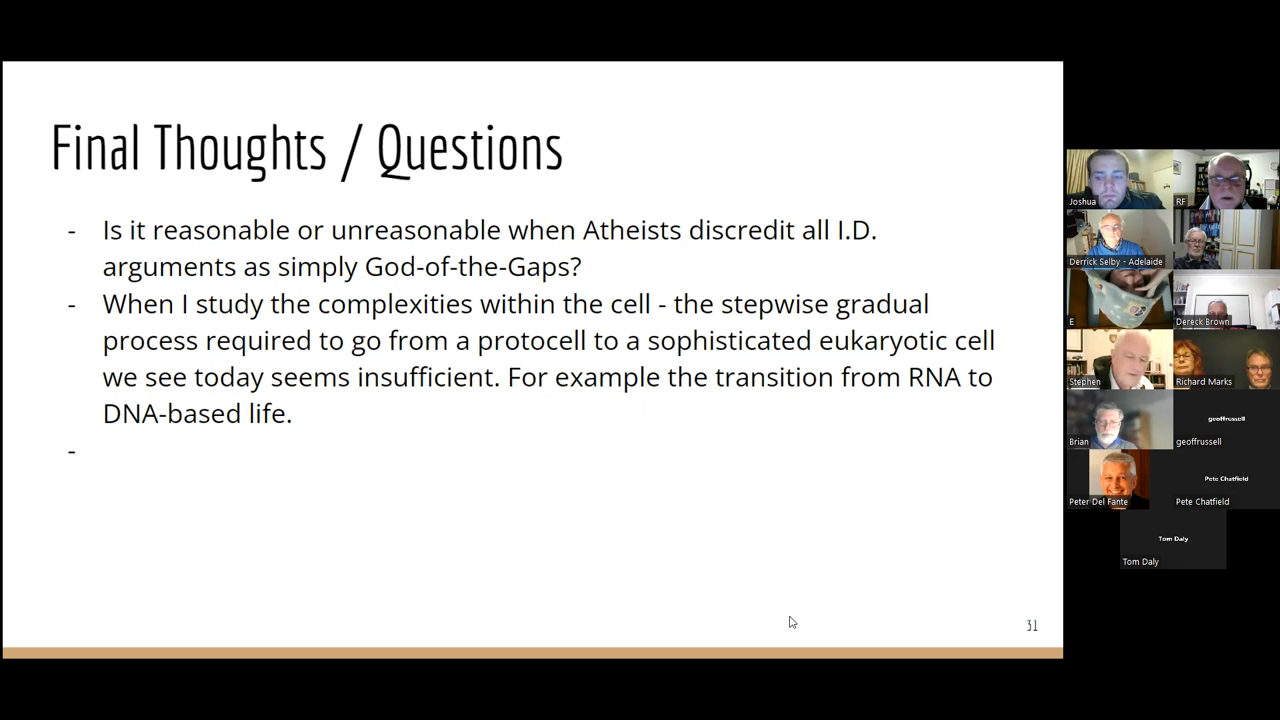 Final Thoughts / Questions
- Is it reasonable or unreasonable when Atheists discredit all I.D.
arguments as simply God-of-the-Gaps?
- When I study the complexities within the cell - the stepwise gradual
process required to go from a protocell to a sophisticated eukaryotic cell
we see today seems insufficient. For example the transition from RNA to
DNA-based life.
-
31
Joshua
RF
Derrick Selby - Adelaide
E
Dereck Brown
Stephen
Richard Marks
Brian
geoffrussell
geoffrussell
Peter Del Fante
Pete Chatfield
Pete Chatfield
Tom Daly
Tom Daly